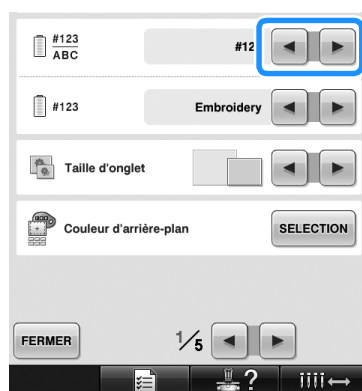 #123
ABC
#12
#123
Embroidery
Taille d'onglet
Couleur d'arrière-plan
SELECTION
FERMER
1/5
?